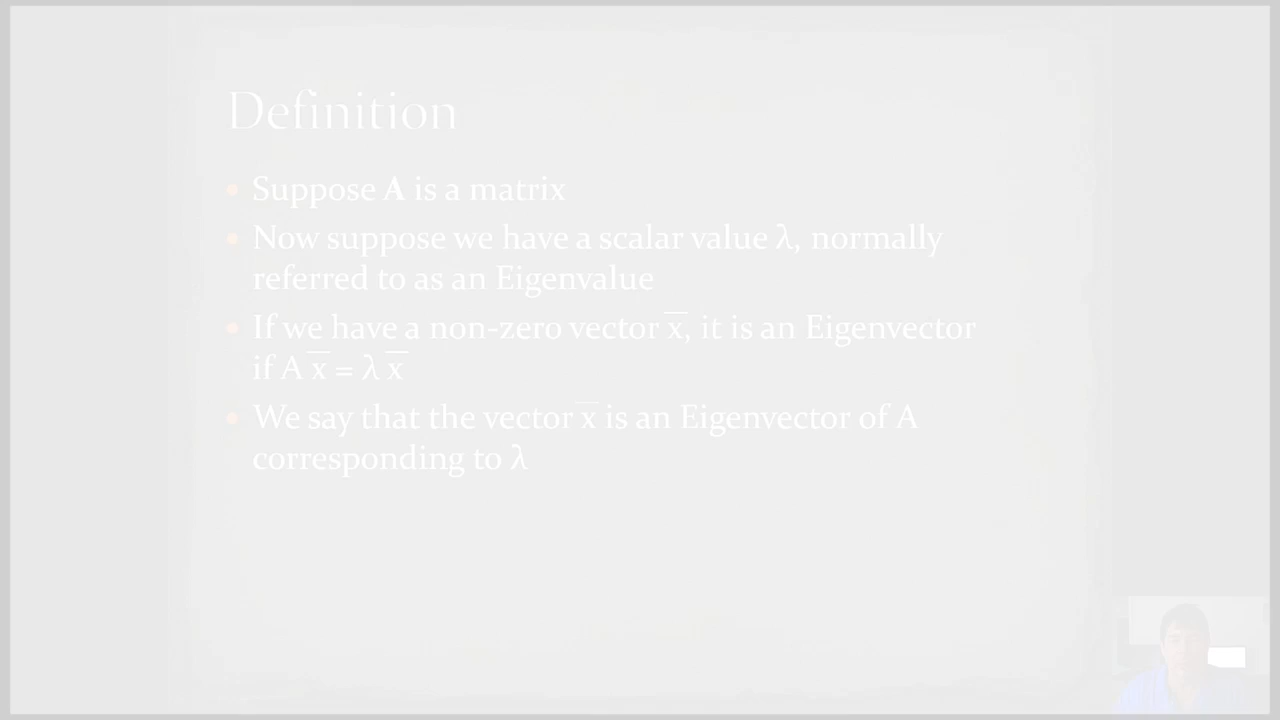 Definition
Suppose A is a matrix
Now suppose we have a scalar value λ, normally
referred to as an Eigenvalue
If we have a non-zero vector x̅, it is an Eigenvector
if A x̅ = λ x̅
We say that the vector x̅ is an Eigenvector of A
corresponding to λ